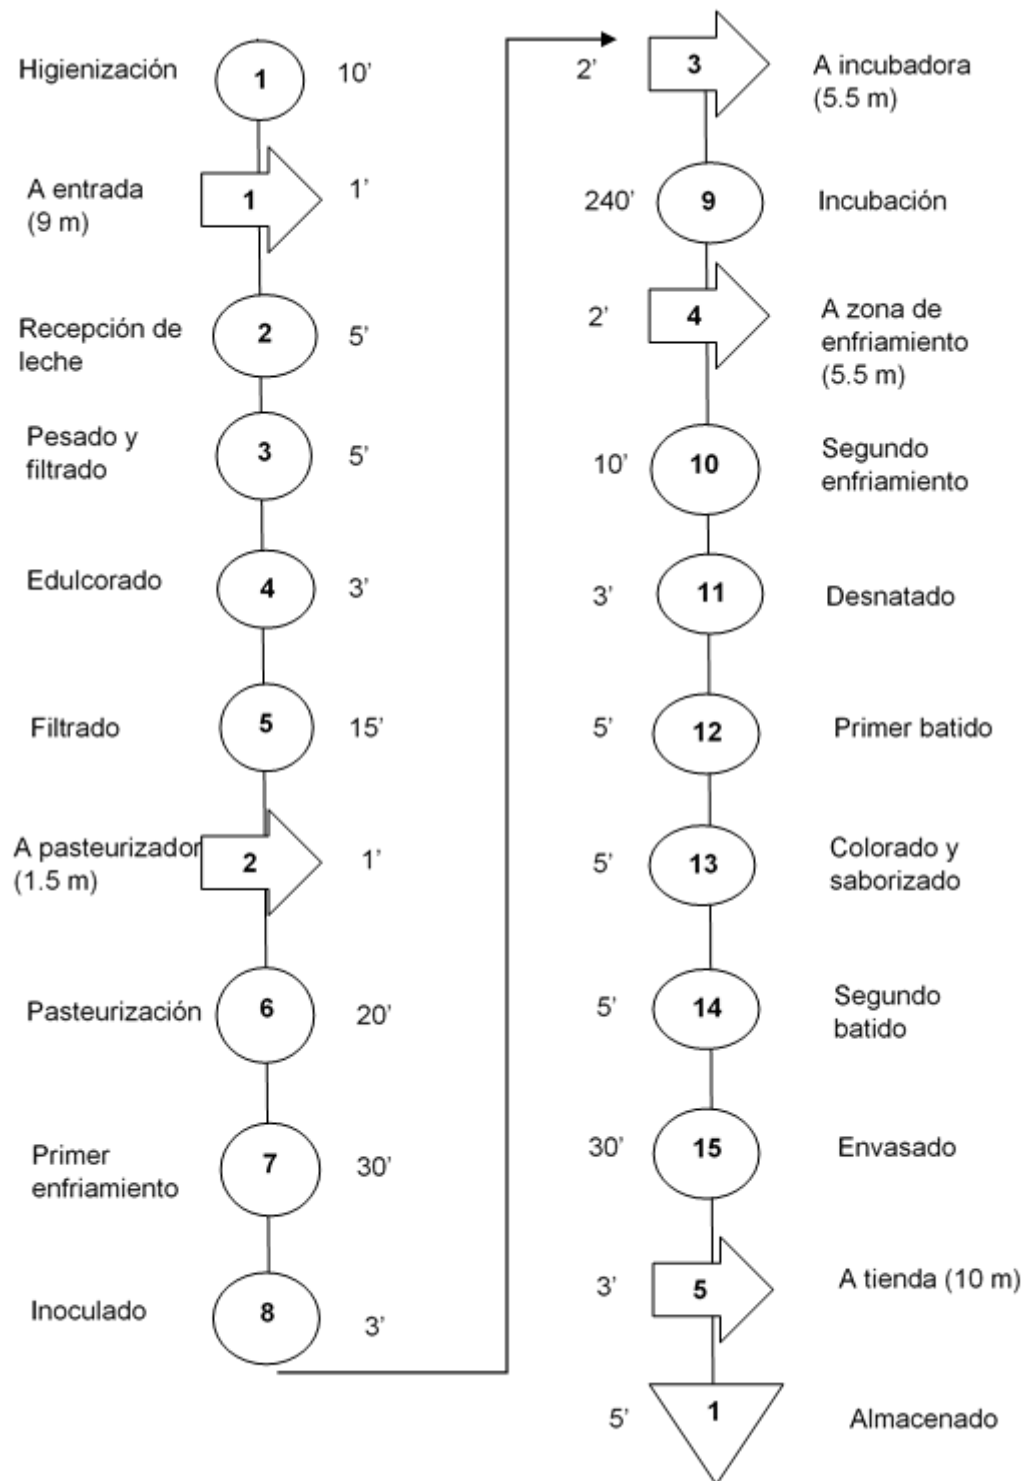 Higienización
1
10’
A entrada
(9 m)
1
1’
Recepción de
leche
2
5’
Pesado y
filtrado
3
5’
Edulcorado
4
3’
Filtrado
5
15’
A pasteurizador
(1.5 m)
2
1’
Pasteurización
6
20’
Primer
enfriamiento
7
30’
Inoculado
8
3’
2’
3
A incubadora
(5.5 m)
240’
9
Incubación
2’
4
A zona de
enfriamiento
(5.5 m)
10’
10
Segundo
enfriamiento
3’
11
Desnatado
5’
12
Primer batido
5’
13
Colorado y
saborizado
5’
14
Segundo
batido
30’
15
Envasado
3’
5
A tienda (10 m)
5’
1
Almacenado